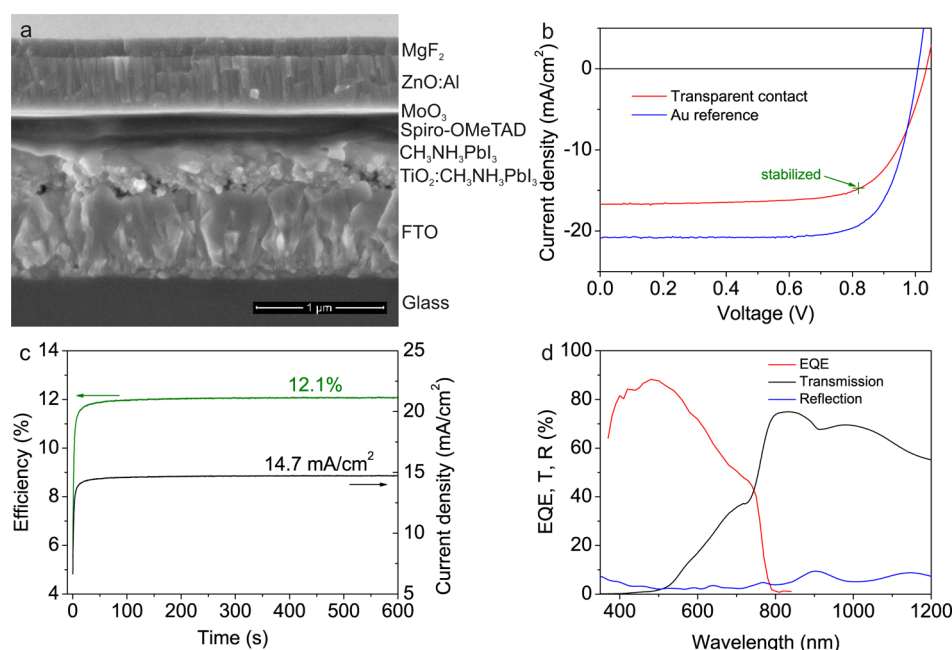 a
MgF2
ZnO:Al
MoO3
Spiro-OMeTAD
CH3NH3PbI3
TiO2:CH3NH3PbI3
FTO
Glass
1 µm
b
Current density (mA/cm²)
0
-10
-20
Transparent contact
Au reference
stabilized
0.0 0.2 0.4 0.6 0.8 1.0
Voltage (V)
c
Efficiency (%)
14
12
10
8
6
4
12.1%
14.7 mA/cm²
25
20
15
10
5
Current density (mA/cm²)
0 100 200 300 400 500 600
Time (s)
d
EQE, T, R (%)
100
80
60
40
20
0
EQE
Transmission
Reflection
400 600 800 1000 1200
Wavelength (nm)